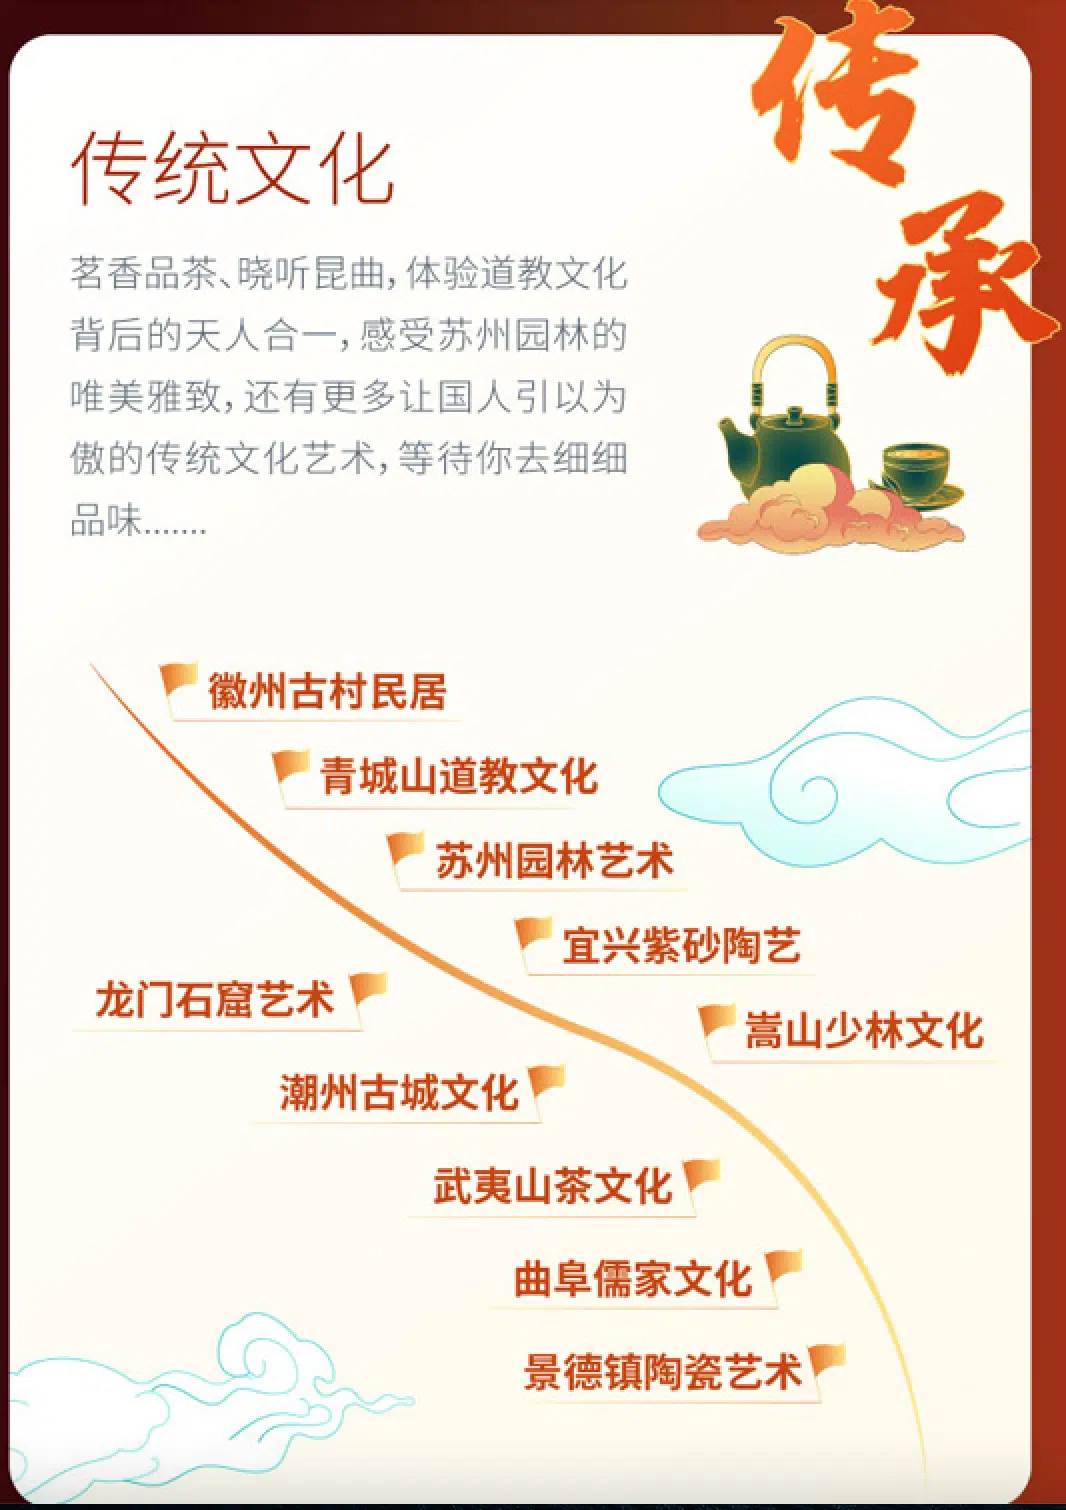 传承
传统文化
茗香品茶、晓听昆曲，体验道教文化
背后的天人合一，感受苏州园林的
唯美雅致，还有更多让国人引以为
傲的传统文化艺术，等待你去细细
品味.......
徽州古村民居
青城山道教文化
苏州园林艺术
宜兴紫砂陶艺
龙门石窟艺术
嵩山少林文化
潮州古城文化
武夷山茶文化
曲阜儒家文化
景德镇陶瓷艺术